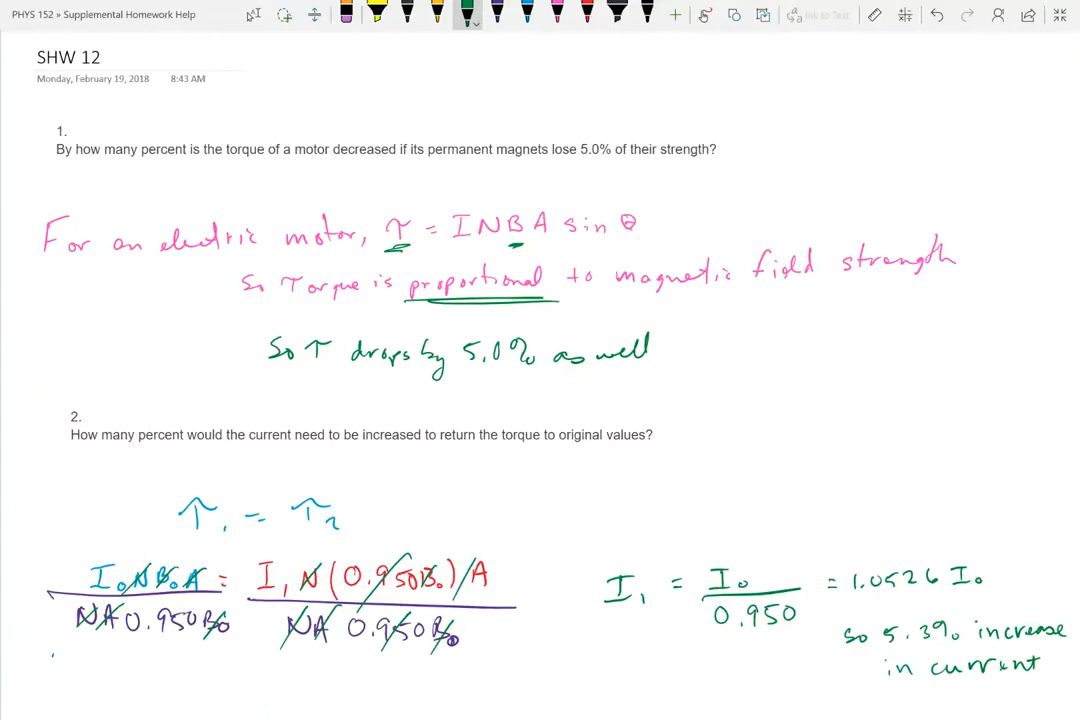 PHYS 152 » Supplemental Homework Help
Ink to Text
SHW 12
Monday, February 19, 2018 8:43 AM
1.
By how many percent is the torque of a motor decreased if its permanent magnets lose 5.0% of their strength?
For an electric motor, τ = INBA sin θ
So Torque is proportional to magnetic field strength
So τ drops by 5.0% as well
2.
How many percent would the current need to be increased to return the torque to original values?
τ₁ = τ₂
I₀NB₀A = I₁N(0.950B₀)/A
NA 0.950B₀ NA 0.950B₀
I₁ = I₀ / 0.950 = 1.0526 I₀
So 5.3% increase
in current